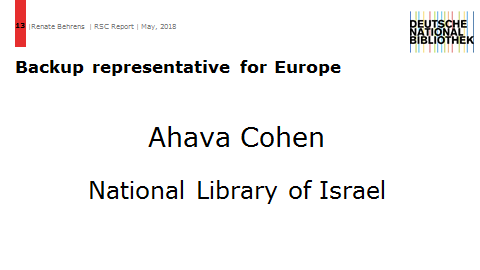 13 |Renate Behrens | RSC Report | May, 2018
DEUTSCHE
NATIONAL
BIBLIOTHEK
Backup representative for Europe
Ahava Cohen
National Library of Israel